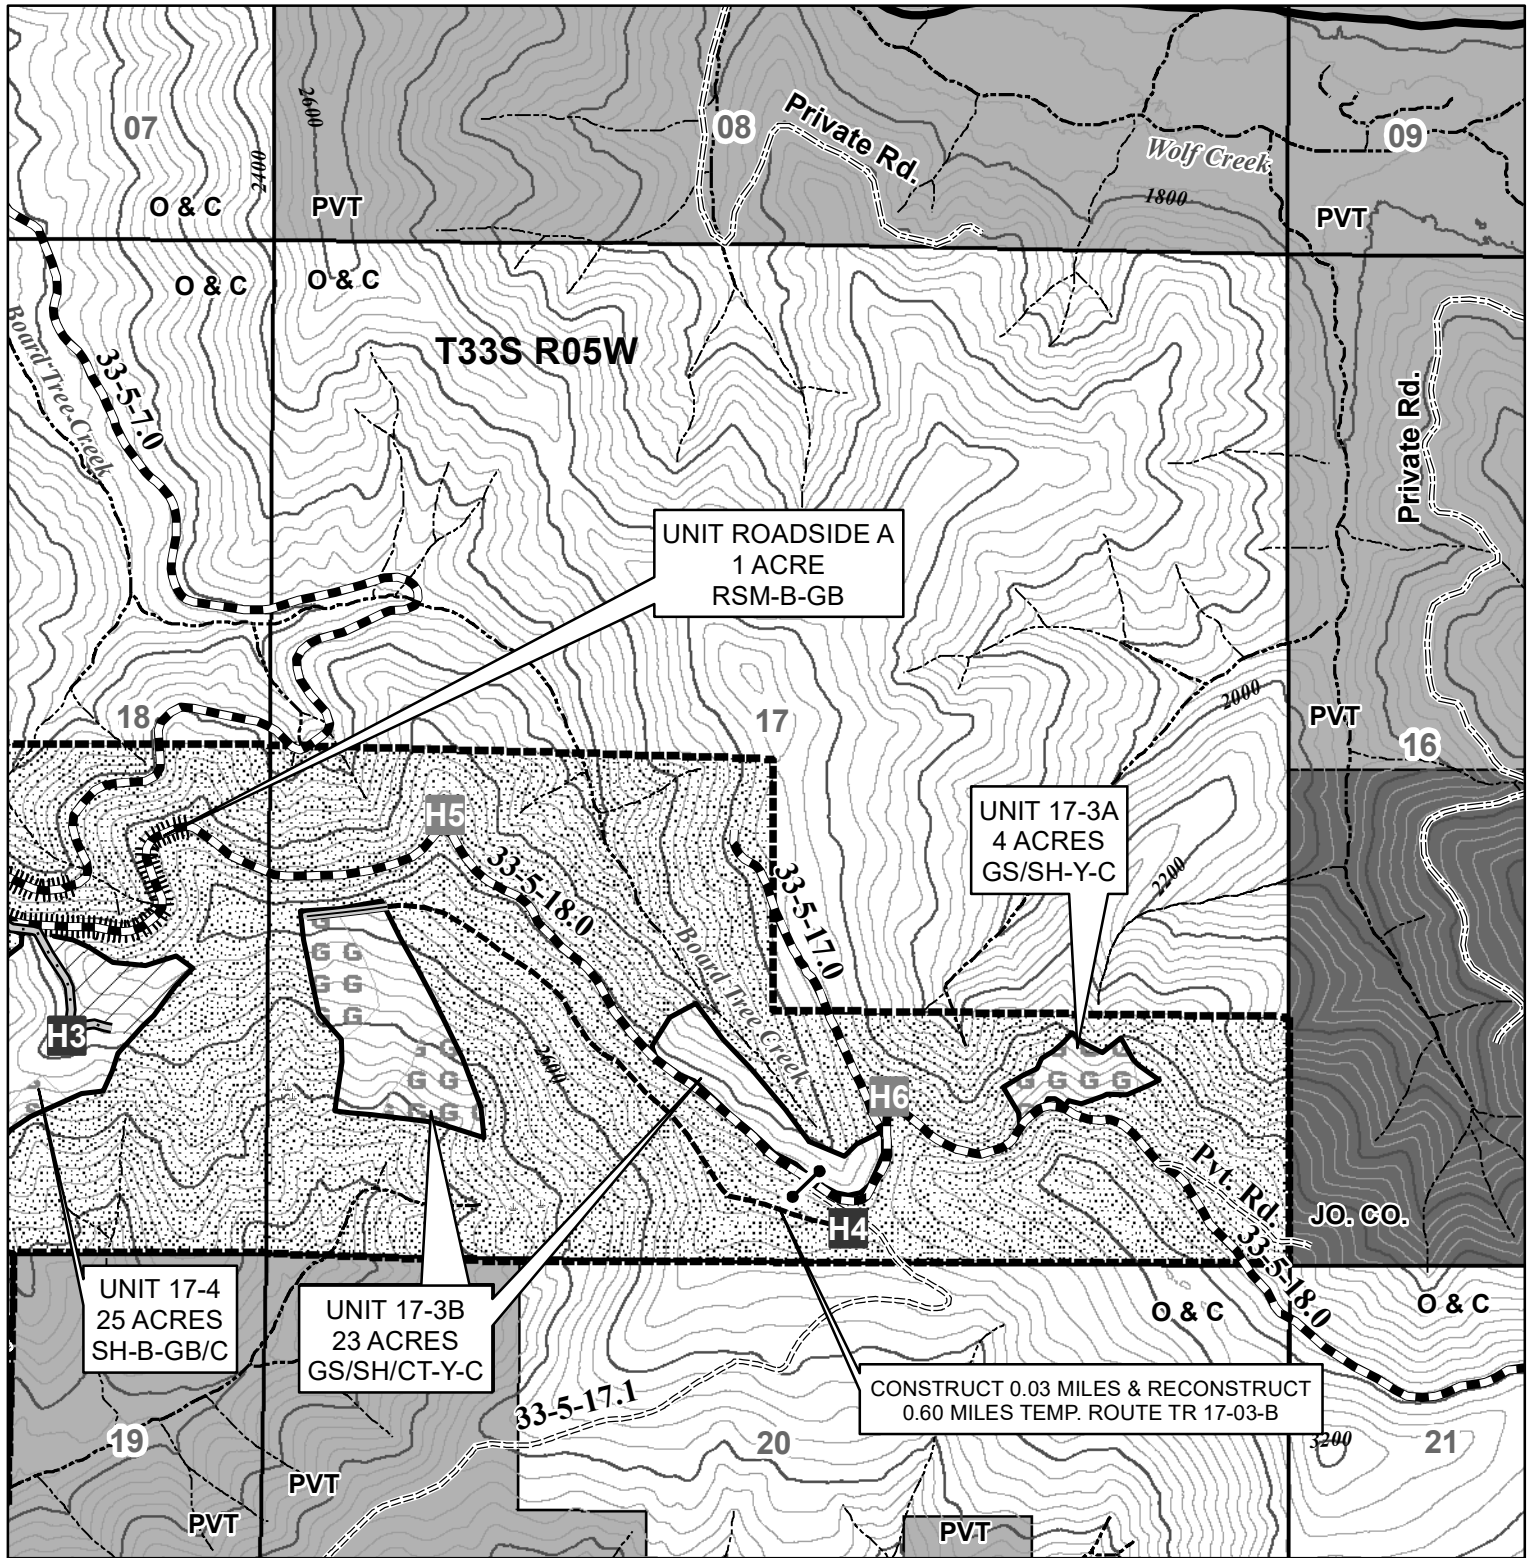 07
2600
2400
08
Private Rd.
Wolf Creek
09
1800
O & C
PVT
PVT
O & C
O & C
T33S R05W
Board Tree Creek
33-5-7.0
Private Rd.
UNIT ROADSIDE A
1 ACRE
RSM-B-GB
18
17
2000
PVT
16
H5
33-5-18.0
33-5-17.0
UNIT 17-3A
4 ACRES
GS/SH-Y-C
2200
G
G G
G G
G G
Board Tree Creek
H3
2600
G G
G G
G G
G G G
G G G G
H6
Pvt. Rd.
H4
JO. CO.
33-5-18.0
UNIT 17-4
25 ACRES
SH-B-GB/C
UNIT 17-3B
23 ACRES
GS/SH/CT-Y-C
O & C
O & C
CONSTRUCT 0.03 MILES & RECONSTRUCT
0.60 MILES TEMP. ROUTE TR 17-03-B
33-5-17.1
19
20
3200
21
PVT
PVT
PVT